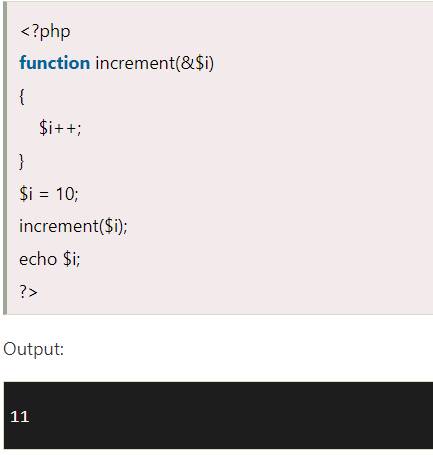 <?php
function increment(&$i)
{
$i++;
}
$i = 10;
increment($i);
echo $i;
?>
Output:
11